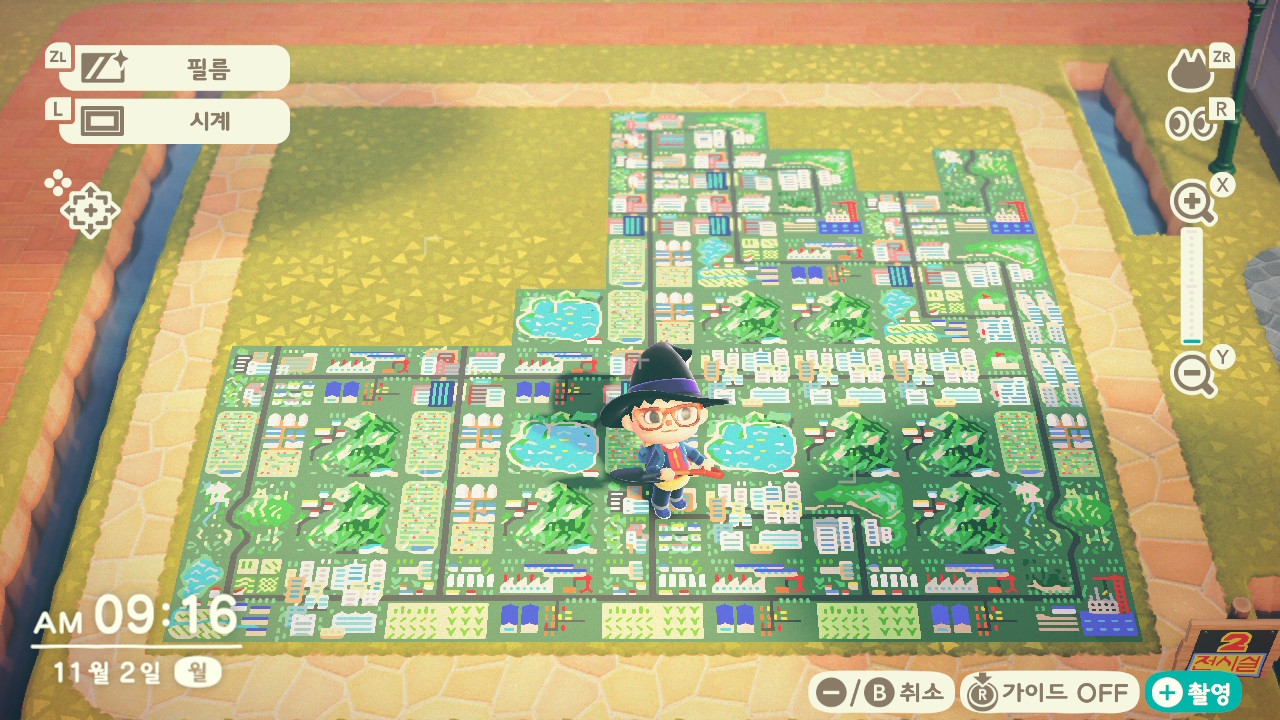 ZL 필름
L 시계
ZR
R
X
Y
AM 09:16
11월 2일 월
2
전시실
−/B 취소
R 가이드 OFF
+ 촬영